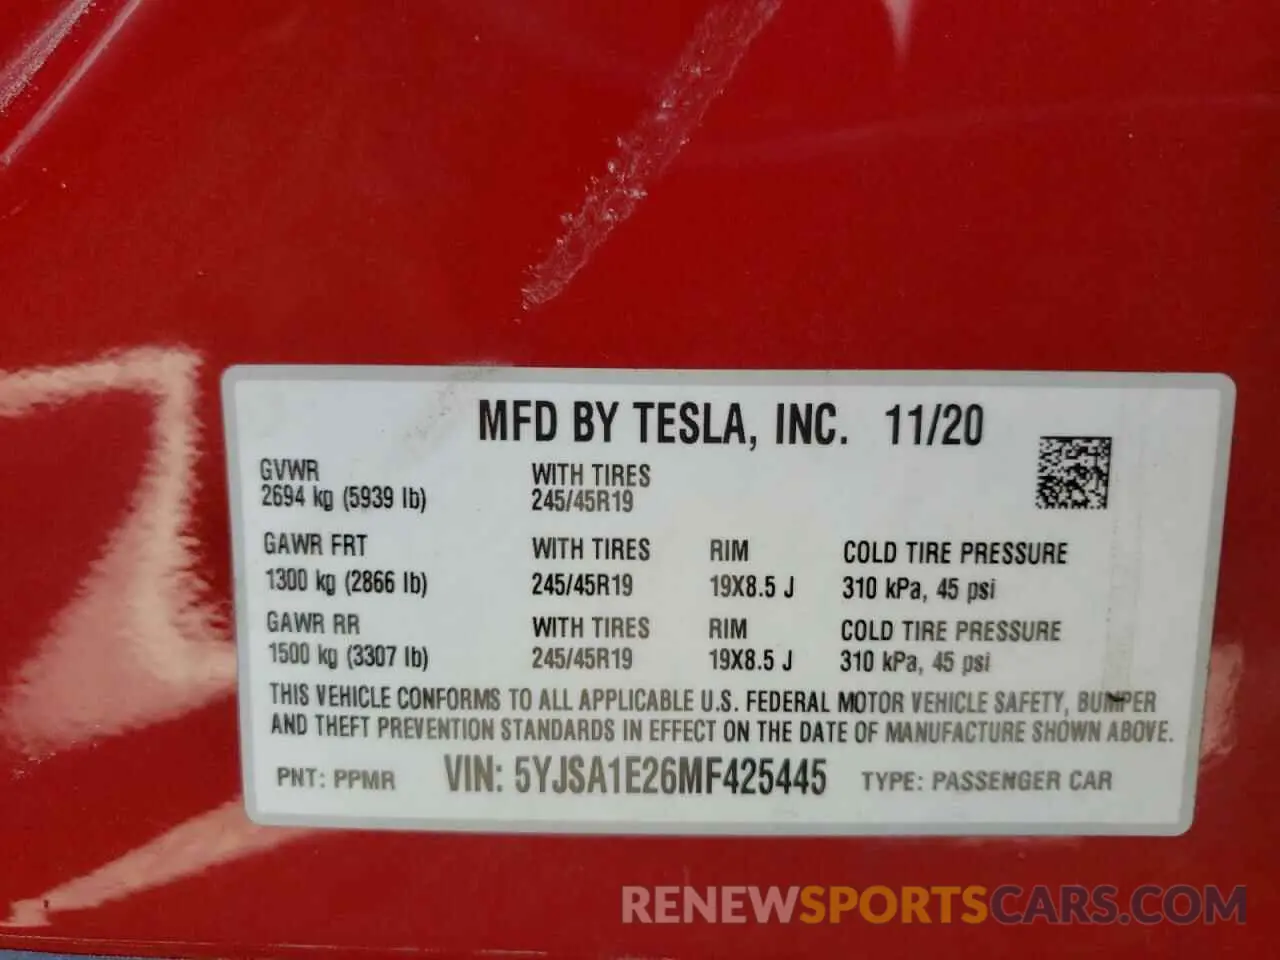 MFD BY TESLA, INC. 11/20
GVWR WITH TIRES
2694 kg (5939 lb) 245/45R19
GAWR FRT WITH TIRES RIM COLD TIRE PRESSURE
1300 kg (2866 lb) 245/45R19 19X8.5 J 310 kPa, 45 psi
GAWR RR WITH TIRES RIM COLD TIRE PRESSURE
1500 kg (3307 lb) 245/45R19 19X8.5 J 310 kPa, 45 psi
THIS VEHICLE CONFORMS TO ALL APPLICABLE U.S. FEDERAL MOTOR VEHICLE SAFETY, BUMPER
AND THEFT PREVENTION STANDARDS IN EFFECT ON THE DATE OF MANUFACTURE SHOWN ABOVE.
PNT: PPMR VIN: 5YJSA1E26MF425445 TYPE: PASSENGER CAR
RENEWSPORTSCARS.COM